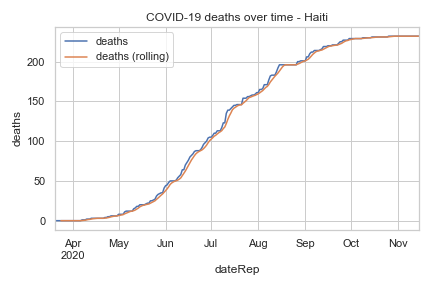 COVID-19 deaths over time - Haiti
deaths
deaths (rolling)
deaths
200
150
100
50
0
Apr May Jun Jul Aug Sep Oct Nov
2020
dateRep